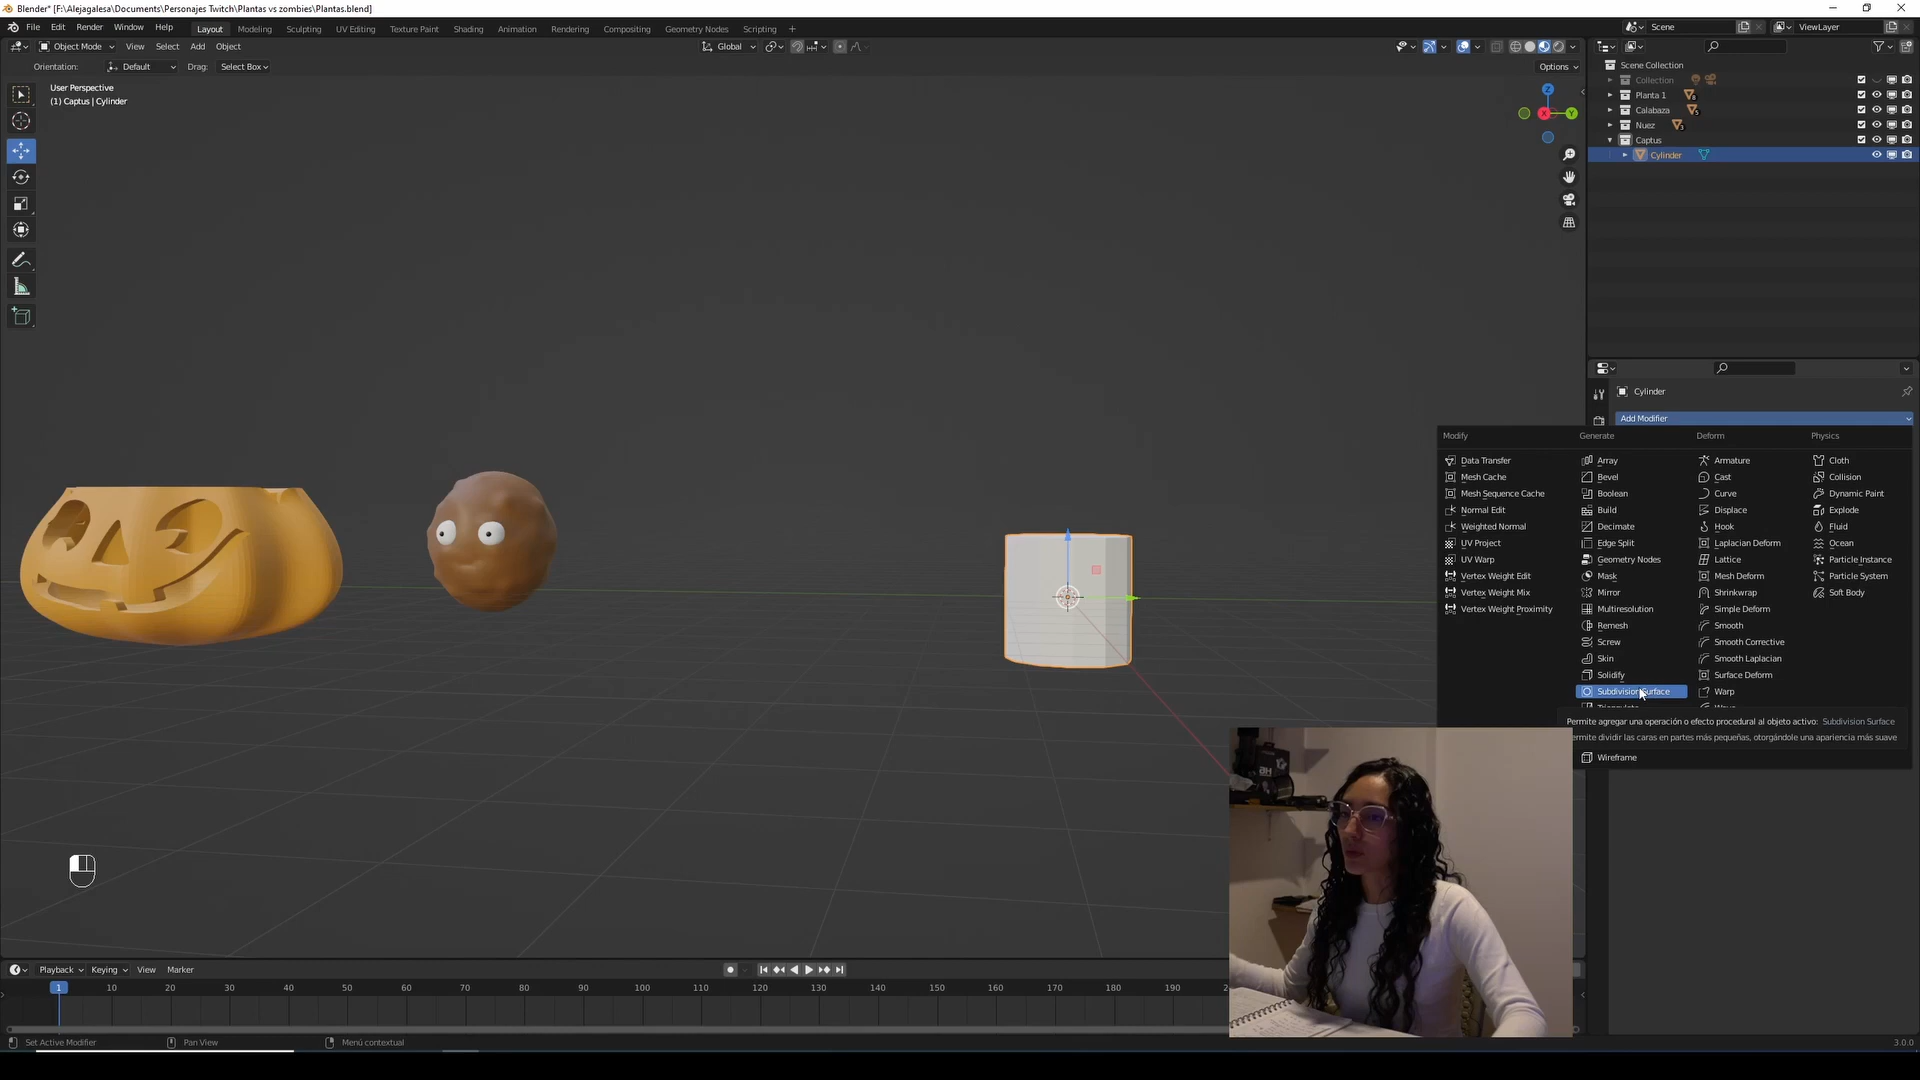 Blender* [F:\Alejagalesa\Documents\Personajes Twitch\Plantas vs zombies\Plantas.blend]
File Edit Render Window Help Layout Modeling Sculpting UV Editing Texture Paint Shading Animation Rendering Compositing Geometry Nodes Scripting + Scene ViewLayer
Object Mode View Select Add Object Global
Orientation: Default Drag: Select Box Options
User Perspective
(1) Captus | Cylinder
Z
X Y
Scene Collection
Collection
Planta 1
Calabaza
Nuez
Captus
Cylinder
Cylinder
Add Modifier
Modify Generate Deform Physics
Data Transfer Array Armature Cloth
Mesh Cache Bevel Cast Collision
Mesh Sequence Cache Boolean Curve Dynamic Paint
Normal Edit Build Displace Explode
Weighted Normal Decimate Hook Fluid
UV Project Edge Split Laplacian Deform Ocean
UV Warp Geometry Nodes Lattice Particle Instance
Vertex Weight Edit Mask Mesh Deform Particle System
Vertex Weight Mix Mirror Shrinkwrap Soft Body
Vertex Weight Proximity Multiresolution Simple Deform
Remesh Smooth
Screw Smooth Corrective
Skin Smooth Laplacian
Solidify Surface Deform
Subdivision Surface Warp
Permite agregar una operación o efecto procedural al objeto activo: Subdivision Surface
ermite dividir las caras en partes más pequeñas, otorgándole una apariencia más suave
Wireframe
Playback Keying View Marker
1 10 20 30 40 50 60 70 80 90 100 110 120 130 140 150 160 170 180 190
Set Active Modifier Pan View Menú contextual 3.0.0